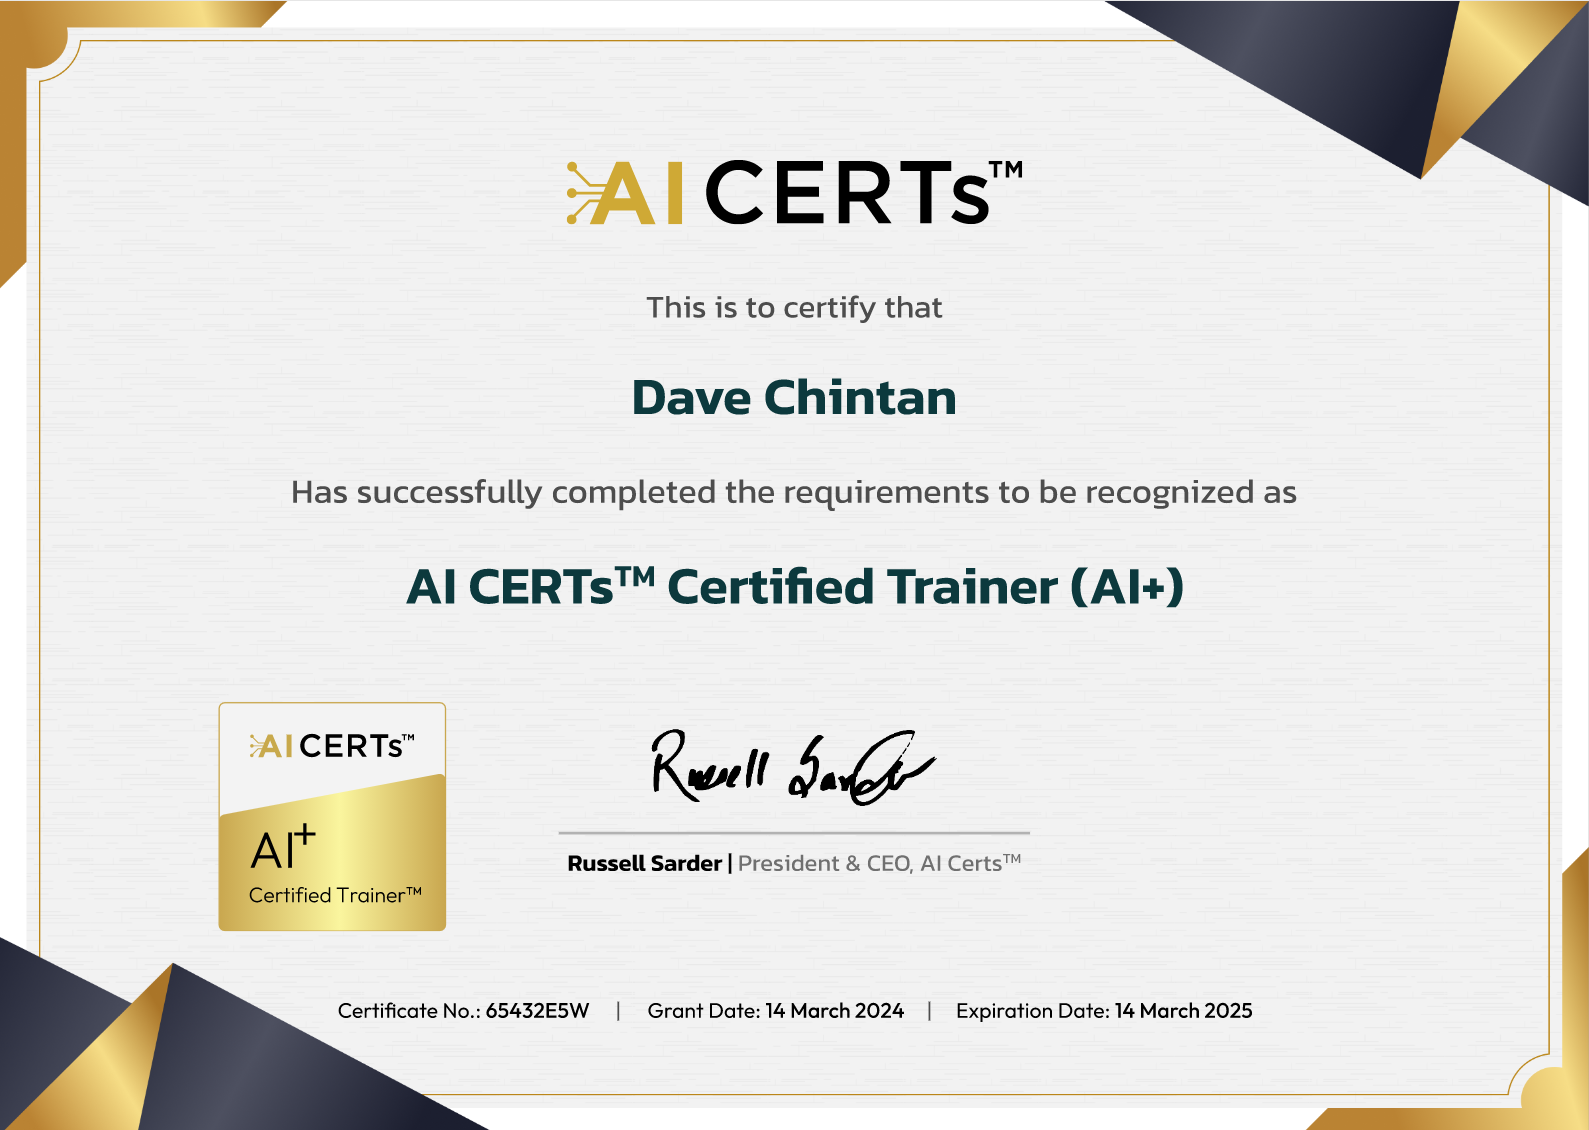 AI CERTs™
This is to certify that
Dave Chintan
Has successfully completed the requirements to be recognized as
AI CERTs™ Certified Trainer (AI+)
AI CERTs™
AI+
Certified Trainer™
Russell Sarder
Russell Sarder | President & CEO, AI Certs™
Certificate No.: 65432E5W | Grant Date: 14 March 2024 | Expiration Date: 14 March 2025